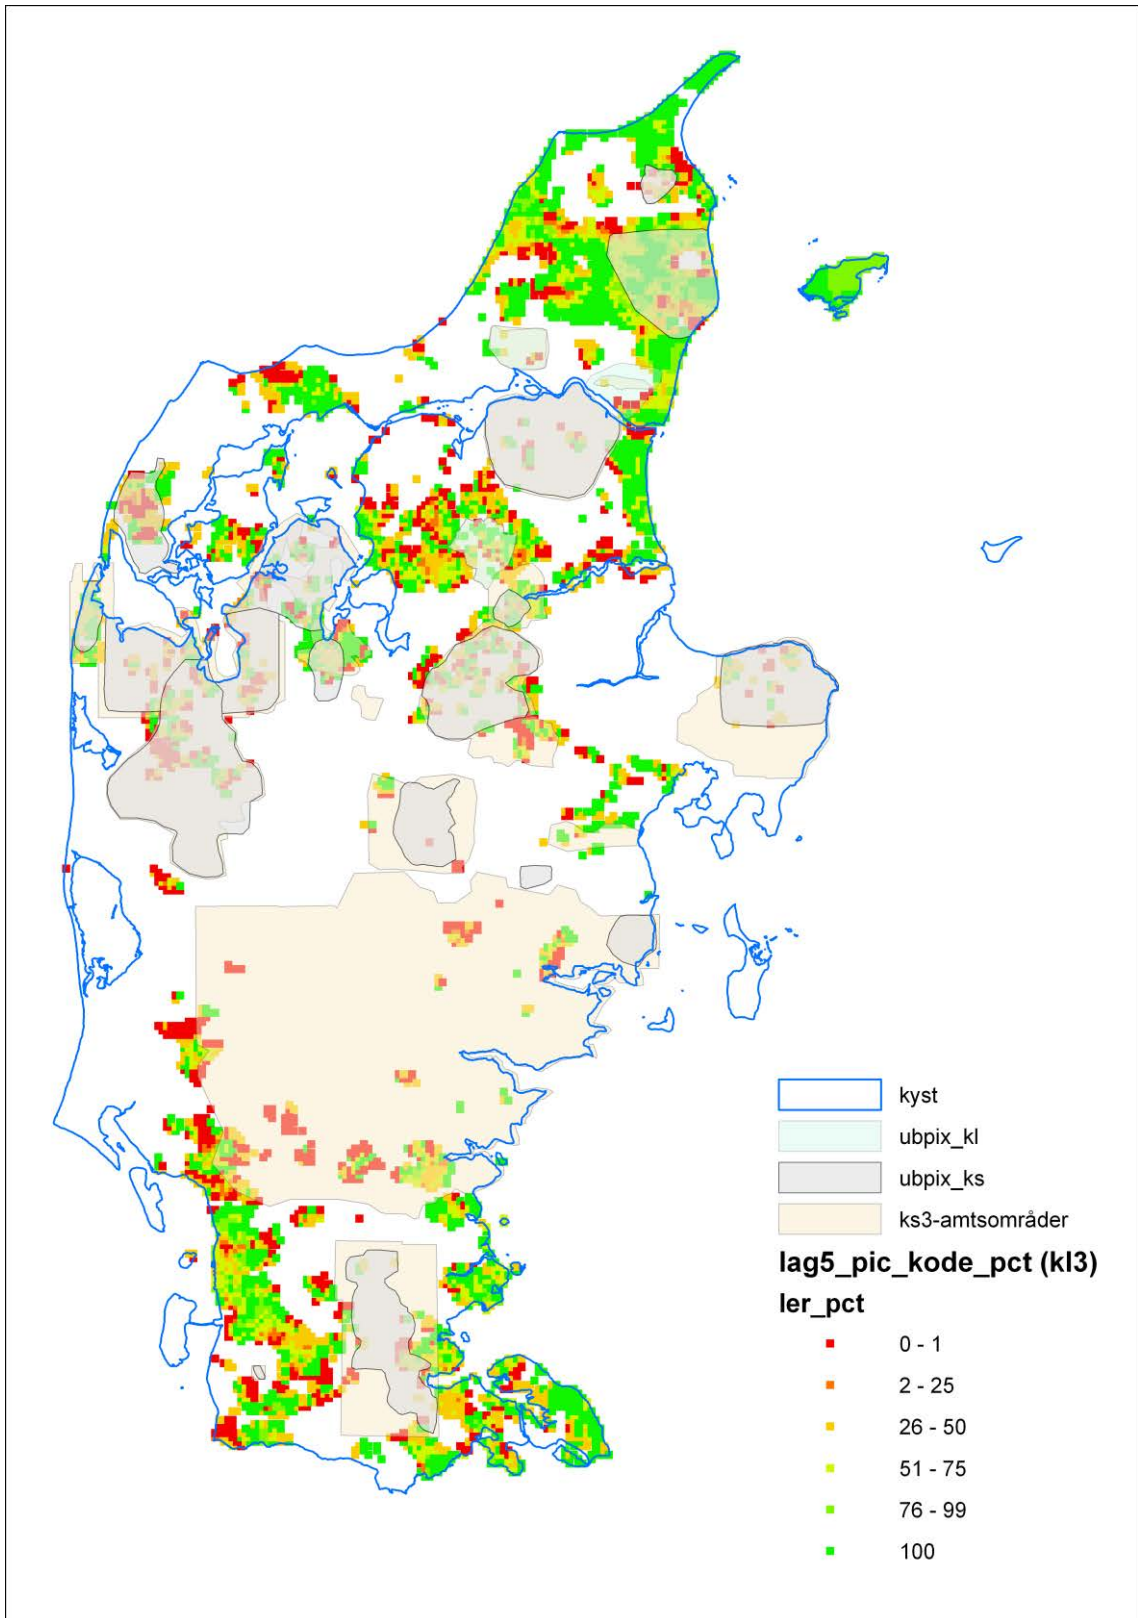 kyst
ubpix_kl
ubpix_ks
ks3-amtsområder
lag5_pic_kode_pct (kl3)
ler_pct
0 - 1
2 - 25
26 - 50
51 - 75
76 - 99
100